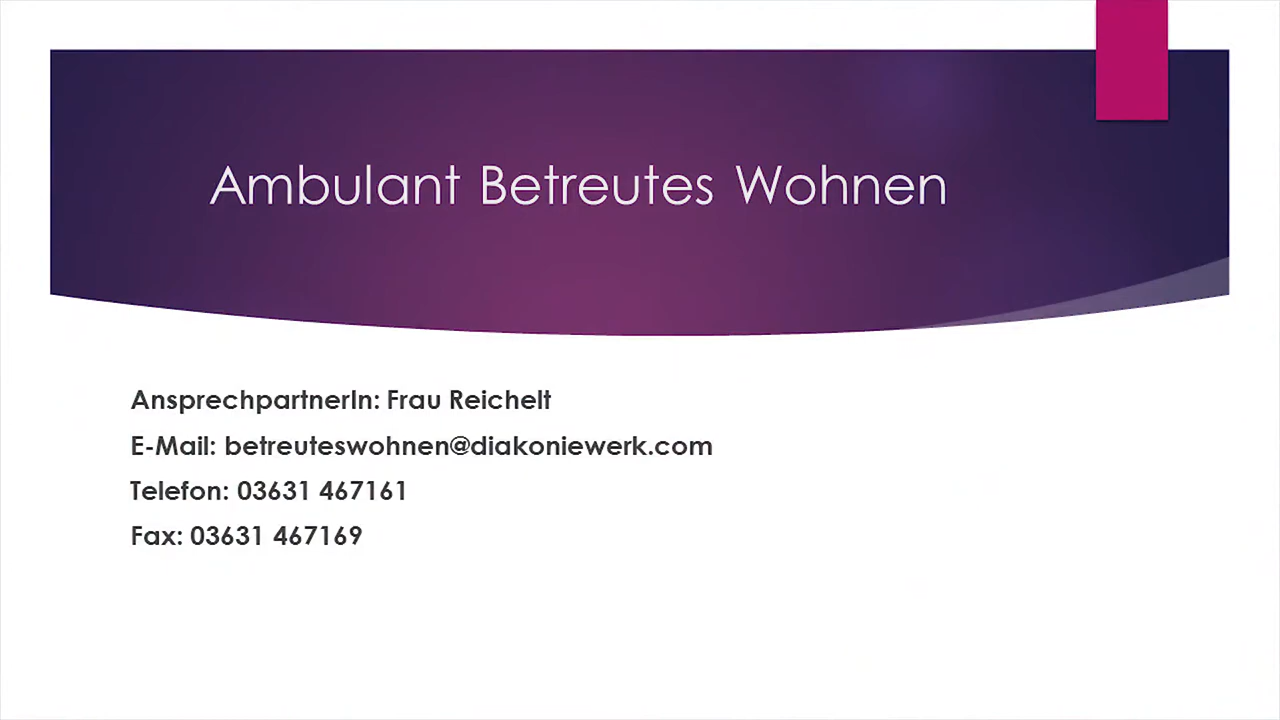 Ambulant Betreutes Wohnen
AnsprechpartnerIn: Frau Reichelt
E-Mail: betreuteswohnen@diakoniewerk.com
Telefon: 03631 467161
Fax: 03631 467169